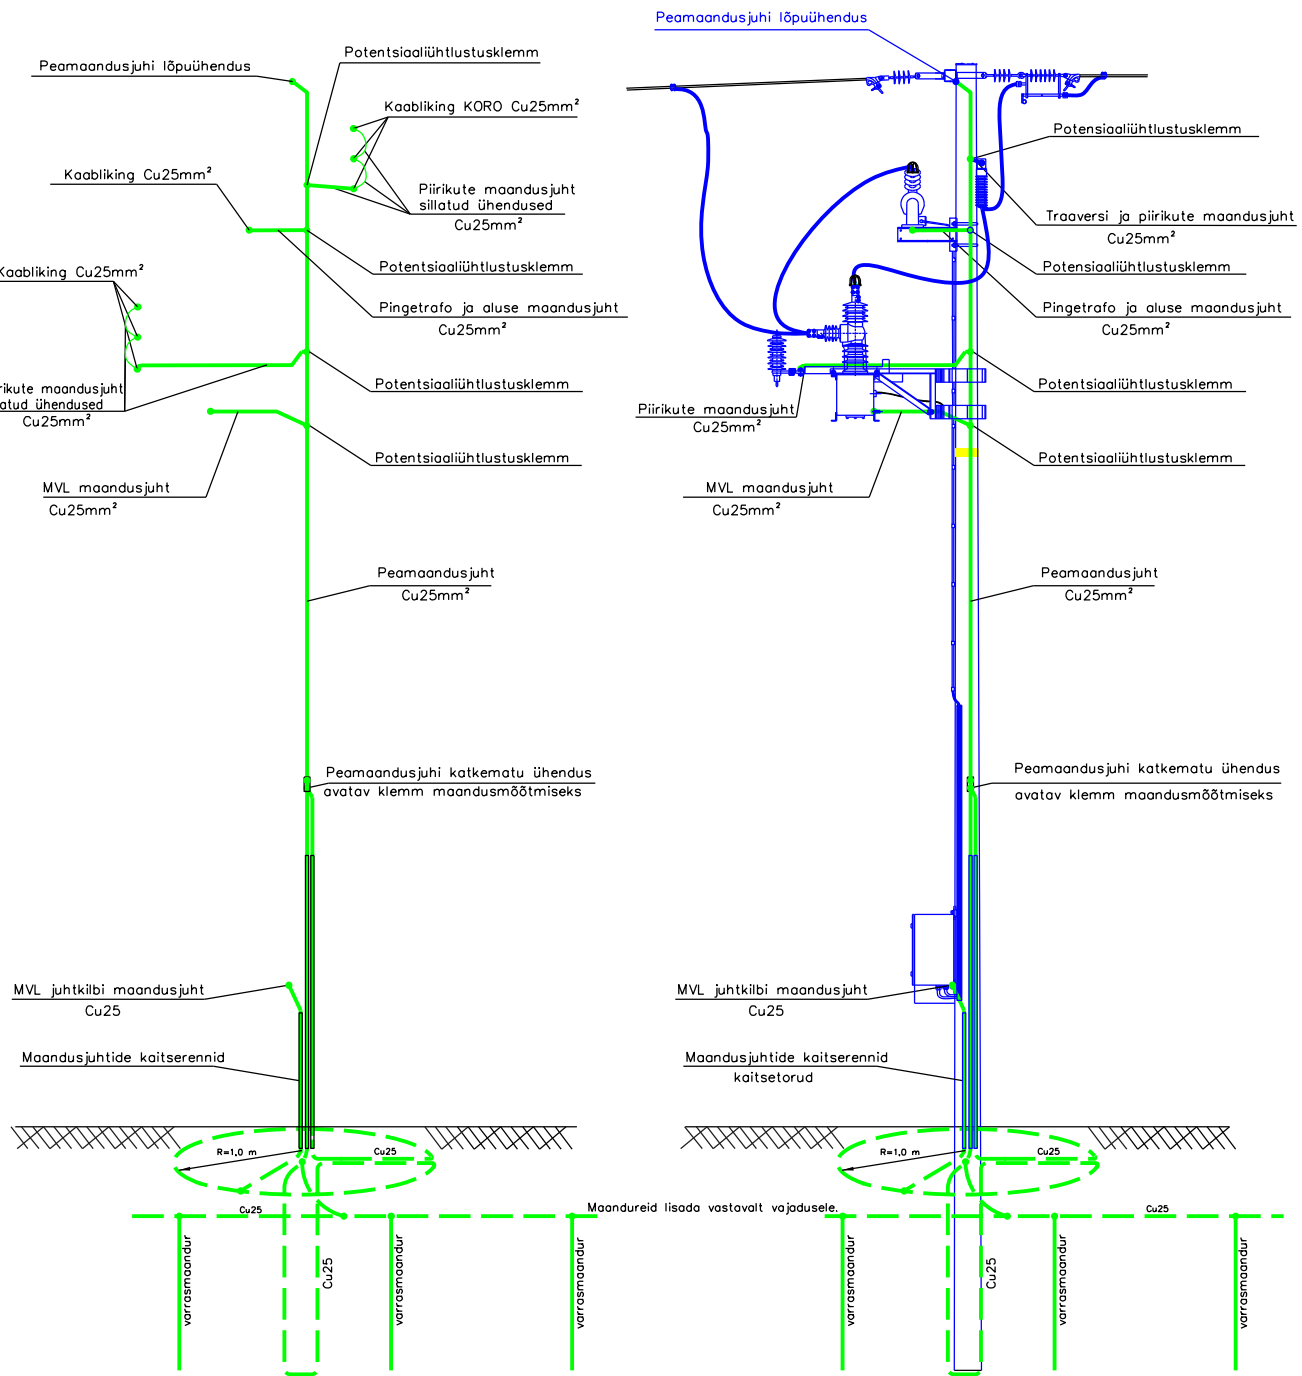 Peamaandusjuhi lõpuühendus
Potentsiaaliühtlustusklemm
Peamaandusjuhi lõpuühendus
Kaabliking KORO Cu25mm²
Kaabliking Cu25mm²
Piirikute maandusjuht
sillatud ühendused
Cu25mm²
Potentsiaaliühtlustusklemm
Kaabliking Cu25mm²
Pingetrafo ja aluse maandusjuht
Cu25mm²
Potentsiaaliühtlustusklemm
rikute maandusjuht
atud ühendused
Cu25mm²
Potentsiaaliühtlustusklemm
MVL maandusjuht
Cu25mm²
Peamaandusjuht
Cu25mm²
Peamaandusjuhi katkematu ühendus
avatav klemm maandusmõõtmiseks
MVL juhtkilbi maandusjuht
Cu25
Maandusjuhtide kaitserennid
R=1,0 m
Cu25
Cu25
varrasmaandur
Cu25
varrasmaandur
varrasmaandur
Maandureid lisada vastavalt vajadusele.
Potensiaaliühtlustusklemm
Traaversi ja piirikute maandusjuht
Cu25mm²
Potensiaaliühtlustusklemm
Pingetrafo ja aluse maandusjuht
Cu25mm²
Potentsiaaliühtlustusklemm
Piirikute maandusjuht
Cu25mm²
Potentsiaaliühtlustusklemm
MVL maandusjuht
Cu25mm²
Peamaandusjuht
Cu25mm²
Peamaandusjuhi katkematu ühendus
avatav klemm maandusmõõtmiseks
MVL juhtkilbi maandusjuht
Cu25
Maandusjuhtide kaitserennid
kaitsetorud
R=1,0 m
Cu25
Cu25
varrasmaandur
Cu25
varrasmaandur
varrasmaandur